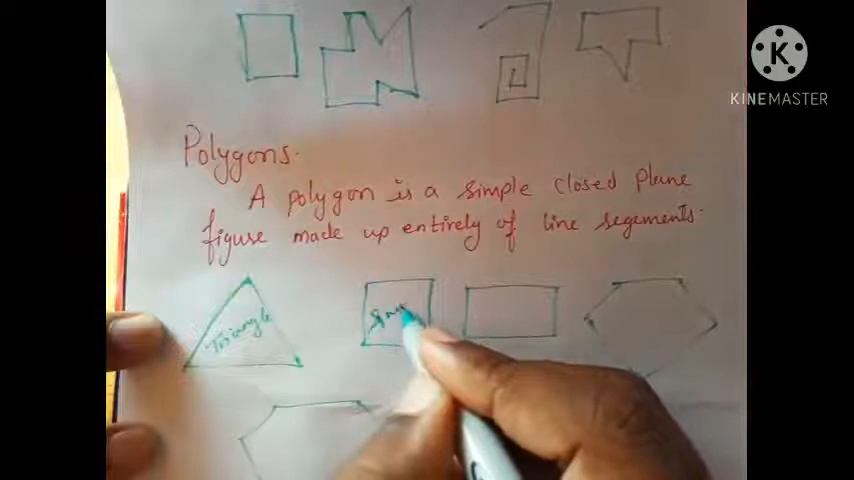 Polygons.
A polygon is a simple closed plane
figure made up entirely of line segements.
Triangle
K
KINEMASTER